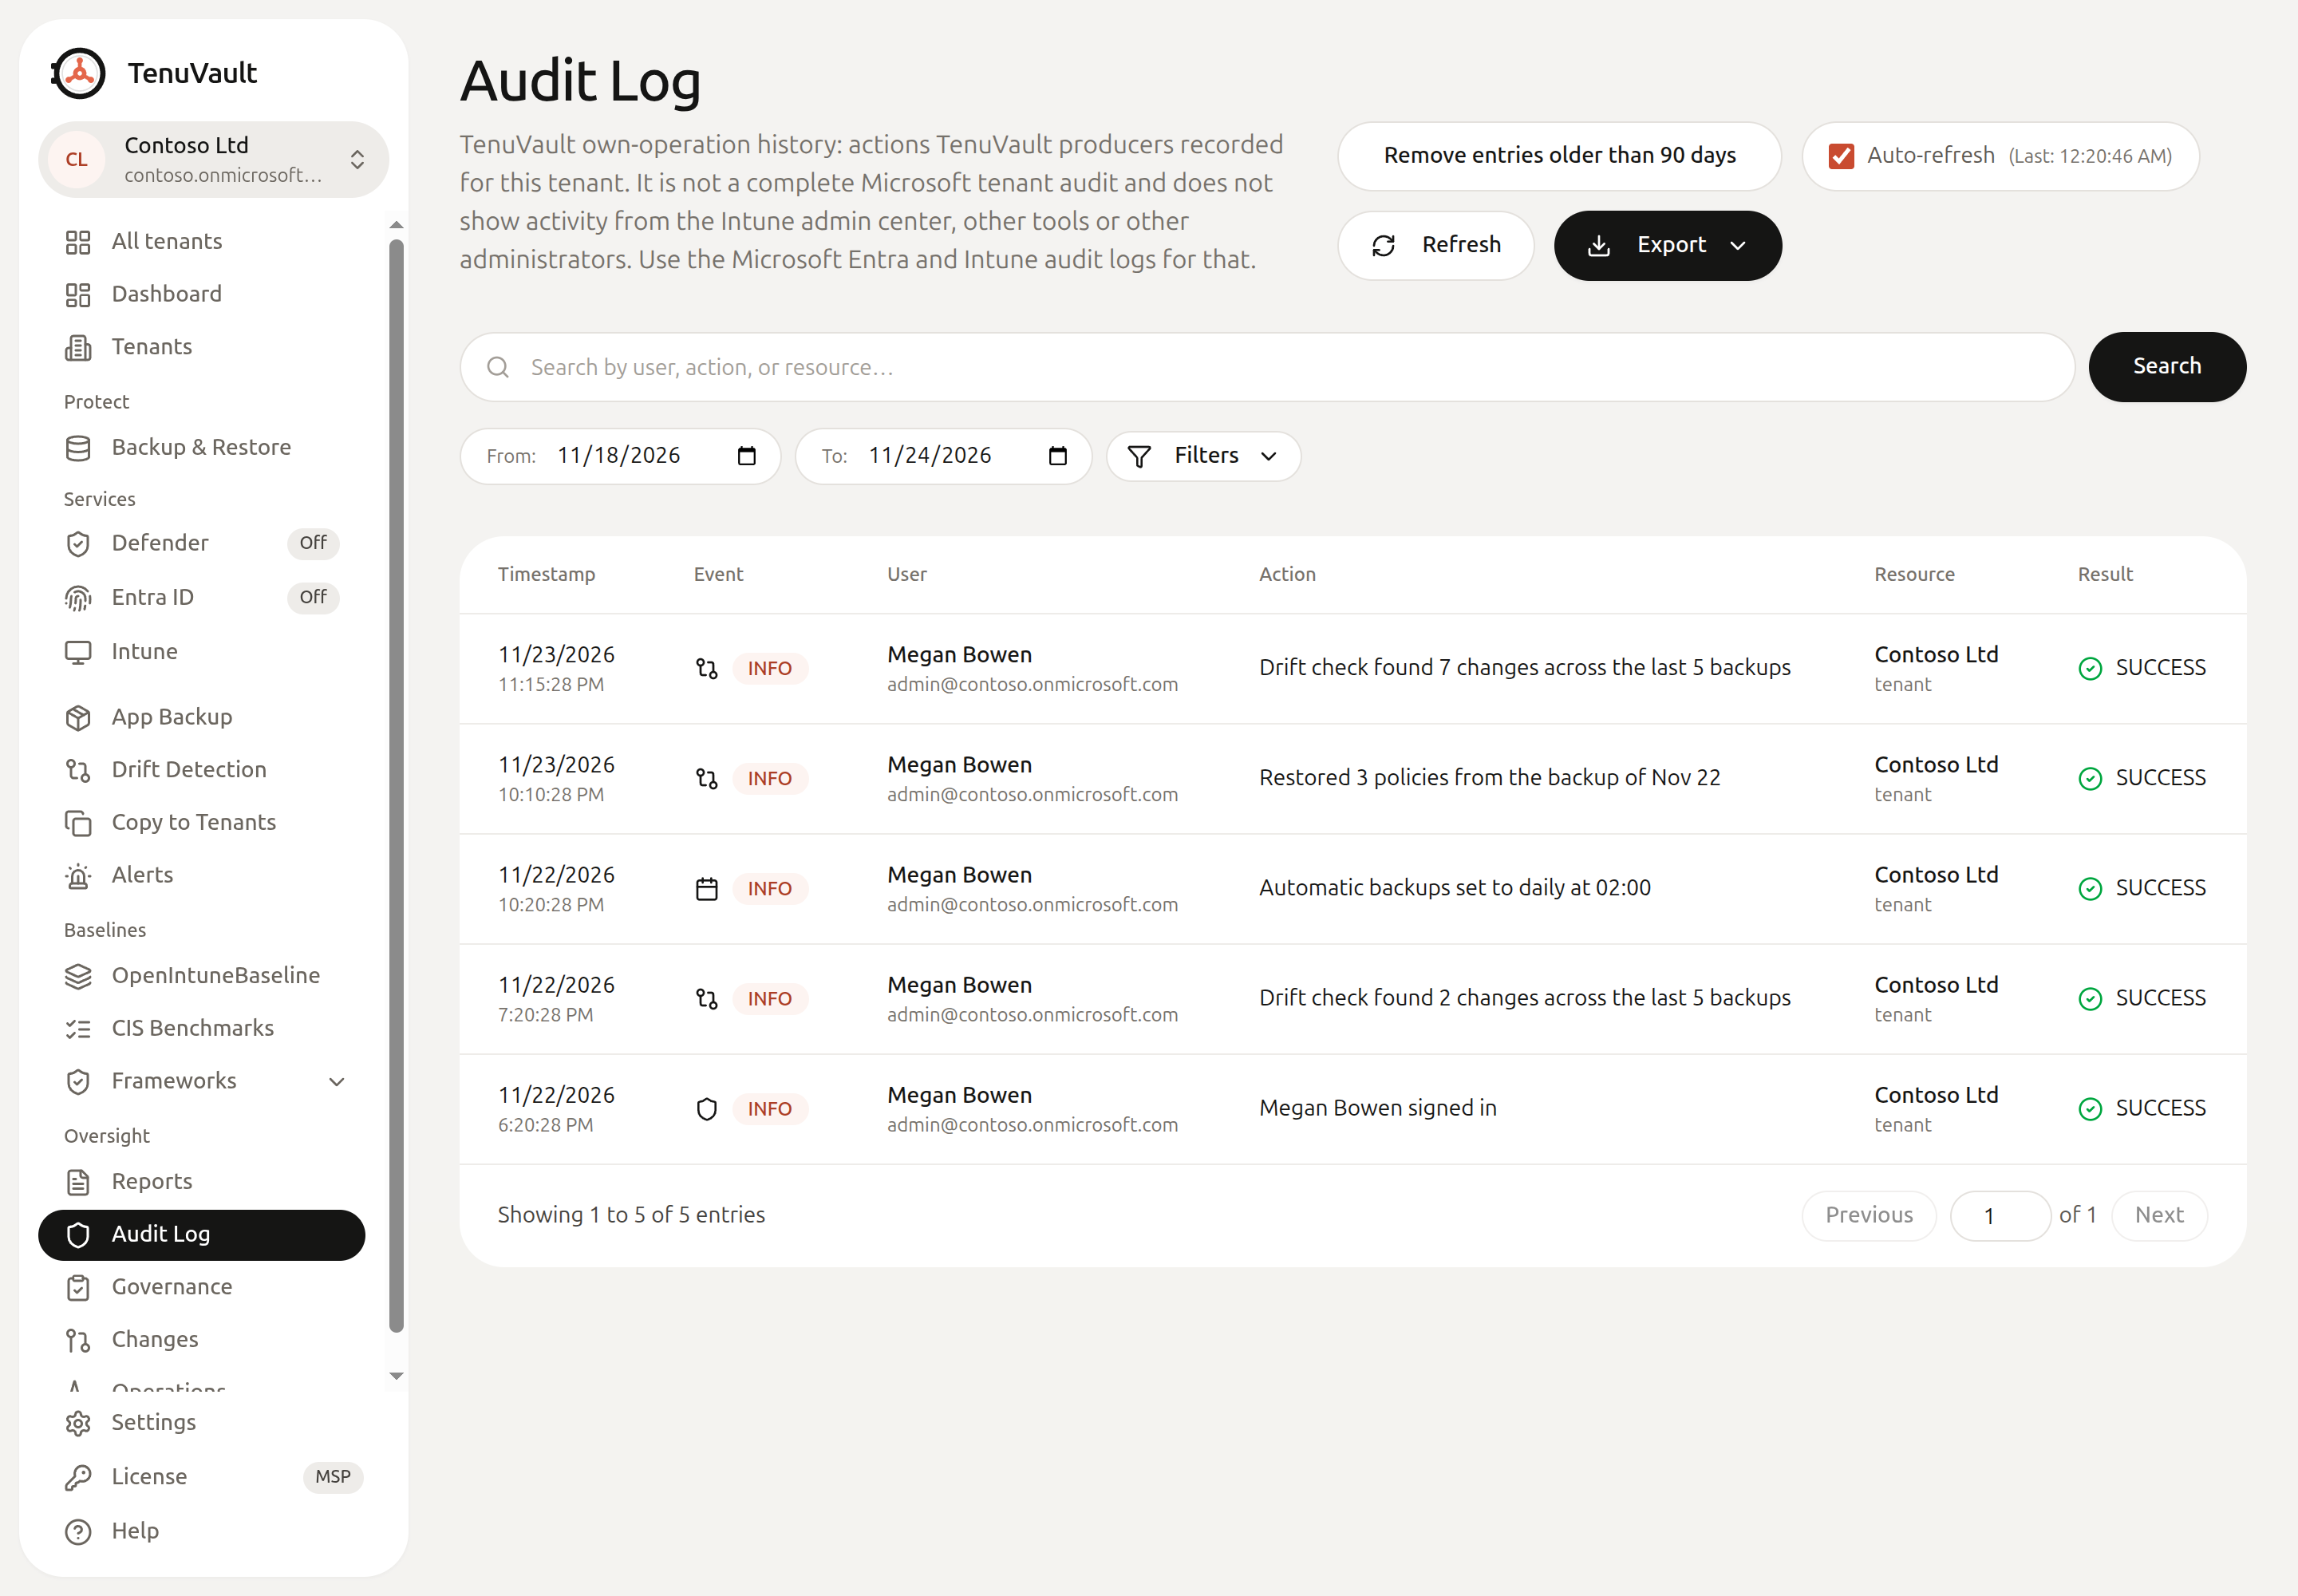 TenuVault
CL
Contoso Ltd
contoso.onmicrosoft...
All tenants
Dashboard
Tenants
Protect
Backup & Restore
Services
Defender Off
Entra ID Off
Intune
App Backup
Drift Detection
Copy to Tenants
Alerts
Baselines
OpenIntuneBaseline
CIS Benchmarks
Frameworks
Oversight
Reports
Audit Log
Governance
Changes
Operations
Settings
License MSP
Help
Audit Log
TenuVault own-operation history: actions TenuVault producers recorded
for this tenant. It is not a complete Microsoft tenant audit and does not
show activity from the Intune admin center, other tools or other
administrators. Use the Microsoft Entra and Intune audit logs for that.
Remove entries older than 90 days
Auto-refresh (Last: 12:20:46 AM)
Refresh
Export
Search by user, action, or resource...
Search
From: 11/18/2026
To: 11/24/2026
Filters
Timestamp Event User Action Resource Result
11/23/2026 INFO Megan Bowen Drift check found 7 changes across the last 5 backups Contoso Ltd SUCCESS
11:15:28 PM admin@contoso.onmicrosoft.com tenant
11/23/2026 INFO Megan Bowen Restored 3 policies from the backup of Nov 22 Contoso Ltd SUCCESS
10:10:28 PM admin@contoso.onmicrosoft.com tenant
11/22/2026 INFO Megan Bowen Automatic backups set to daily at 02:00 Contoso Ltd SUCCESS
10:20:28 PM admin@contoso.onmicrosoft.com tenant
11/22/2026 INFO Megan Bowen Drift check found 2 changes across the last 5 backups Contoso Ltd SUCCESS
7:20:28 PM admin@contoso.onmicrosoft.com tenant
11/22/2026 INFO Megan Bowen Megan Bowen signed in Contoso Ltd SUCCESS
6:20:28 PM admin@contoso.onmicrosoft.com tenant
Showing 1 to 5 of 5 entries
Previous 1 of 1 Next